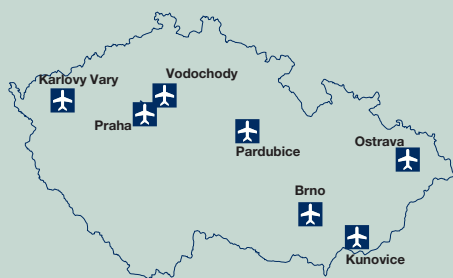 Karlovy Vary
Vodochody
Praha
Pardubice
Ostrava
Brno
Kunovice